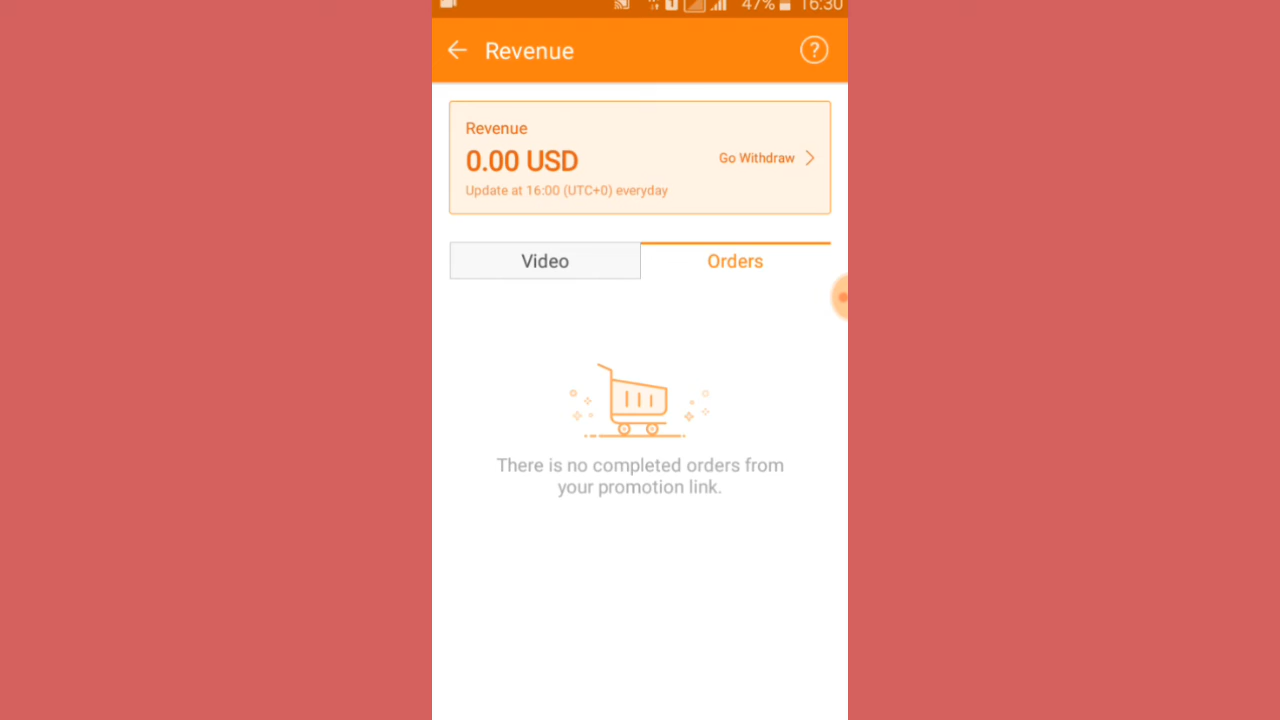 1 47% 16:30
Revenue ?
Revenue
0.00 USD
Go Withdraw
Update at 16:00 (UTC+0) everyday
Video Orders
There is no completed orders from
your promotion link.